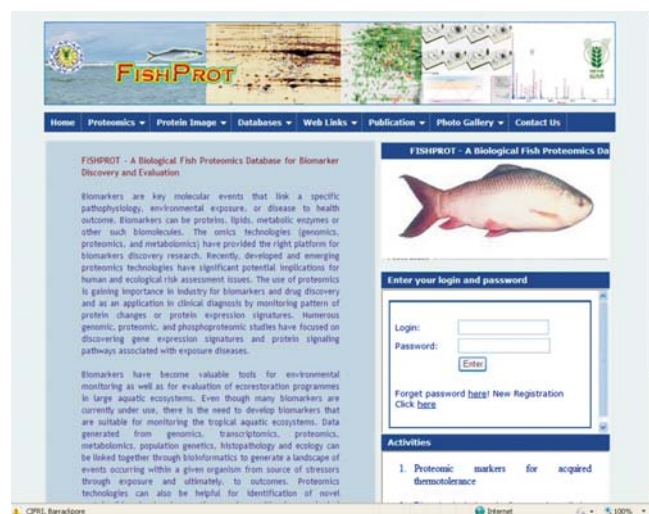 FISHPROT
Home Proteomics Protein Image Databases Web Links Publication Photo Gallery Contact Us
FISHPROT - A Biological Fish Proteomics Database for Biomarker
Discovery and Evaluation
Biomarkers are key molecular events that link a specific
pathophysiology, environmental exposure, or disease to health
outcome. Biomarkers can be proteins, lipids, metabolic enzymes or
other such biomolecules. The omics technologies (genomics,
proteomics, and metabolomics) have provided the right platform for
biomarkers discovery research. Recently, developed and emerging
proteomics technologies have significant potential implications for
human and ecological risk assessment issues. The use of proteomics
is gaining importance in industry for biomarkers and drug discovery
and as an application in clinical diagnosis by monitoring pattern of
protein changes or protein expression signatures. Numerous
genomic, proteomic, and phosphoproteomic studies have focused on
discovering gene expression signatures and protein signaling
pathways associated with exposure diseases.
Biomarkers have become valuable tools for environmental
monitoring as well as for evaluation of ecorestoration programmes
in large aquatic ecosystems. Even though many biomarkers are
currently under use, there is the need to develop biomarkers that
are suitable for monitoring the tropical aquatic ecosystems. Data
generated from genomics, transcriptomics, proteomics,
metabolomics, population genetics, histopathology and ecology can
be linked together through bioinformatics to generate a landscape of
events occurring within a given organism from source of stressors
through exposure and ultimately, to outcomes. Proteomics
technologies can also be helpful for identification of novel
FISHPROT - A Biological Fish Proteomics Da
Enter your login and password
Login:
Password:
Enter
Forget password here! New Registration
Click here
Activities
1. Proteomic markers for acquired
thermotolerance
CIFRI, Barrackpore Internet 100%